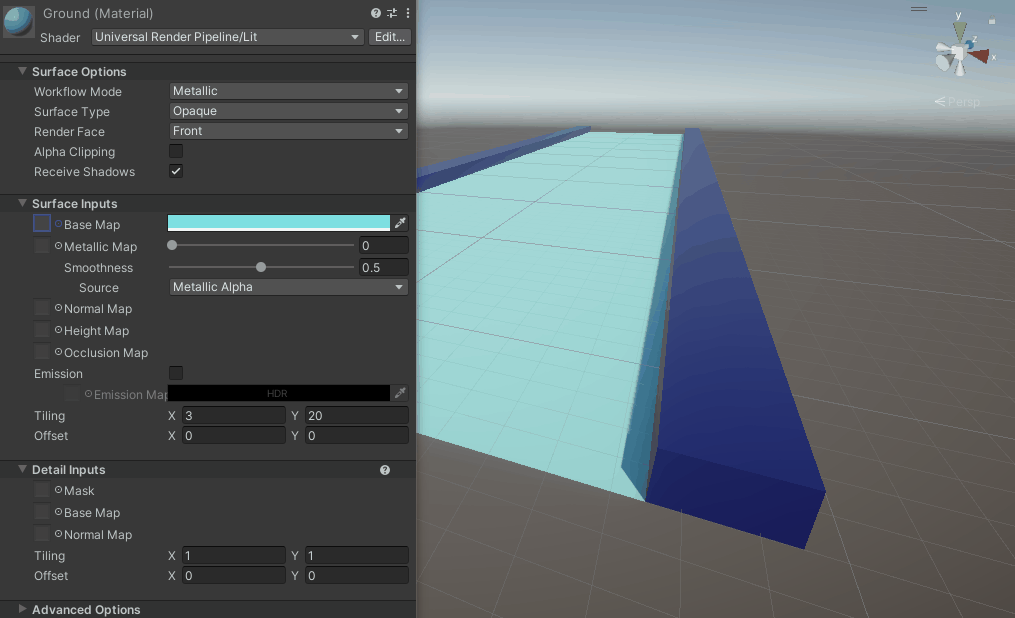 Ground (Material)
Shader Universal Render Pipeline/Lit Edit...
Surface Options
Workflow Mode Metallic
Surface Type Opaque
Render Face Front
Alpha Clipping
Receive Shadows
Surface Inputs
Base Map
Metallic Map 0
Smoothness 0.5
Source Metallic Alpha
Normal Map
Height Map
Occlusion Map
Emission
Emission Map HDR
Tiling X 3 Y 20
Offset X 0 Y 0
Detail Inputs
Mask
Base Map
Normal Map
Tiling X 1 Y 1
Offset X 0 Y 0
Advanced Options
y
z
x
Persp